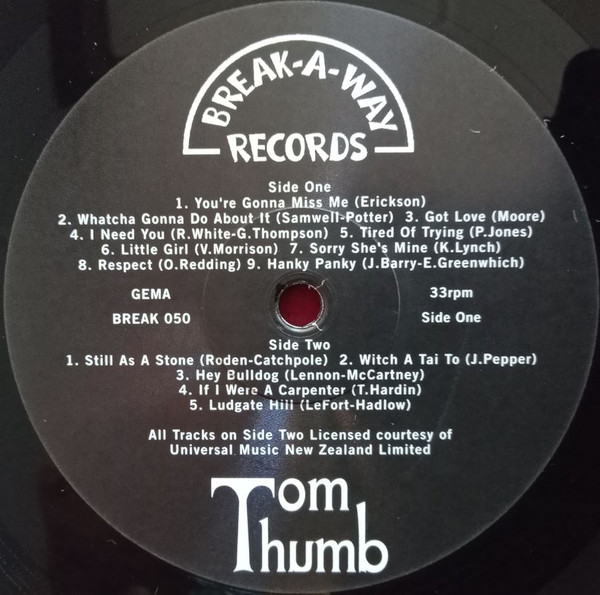 BREAK-A-WAY
RECORDS
Side One
1. You're Gonna Miss Me (Erickson)
2. Whatcha Gonna Do About It (Samwell-Potter) 3. Got Love (Moore)
4. I Need You (R.White-G.Thompson) 5. Tired Of Trying (P.Jones)
6. Little Girl (V.Morrison) 7. Sorry She's Mine (K.Lynch)
8. Respect (O.Redding) 9. Hanky Panky (J.Barry-E.Greenwhich)
GEMA 33rpm
BREAK 050 Side One
Side Two
1. Still As A Stone (Roden-Catchpole) 2. Witch A Tai To (J.Pepper)
3. Hey Bulldog (Lennon-McCartney)
4. If I Were A Carpenter (T.Hardin)
5. Ludgate Hill (LeFort-Hadlow)
All Tracks on Side Two Licensed courtesy of
Universal Music New Zealand Limited
Tom
Thumb